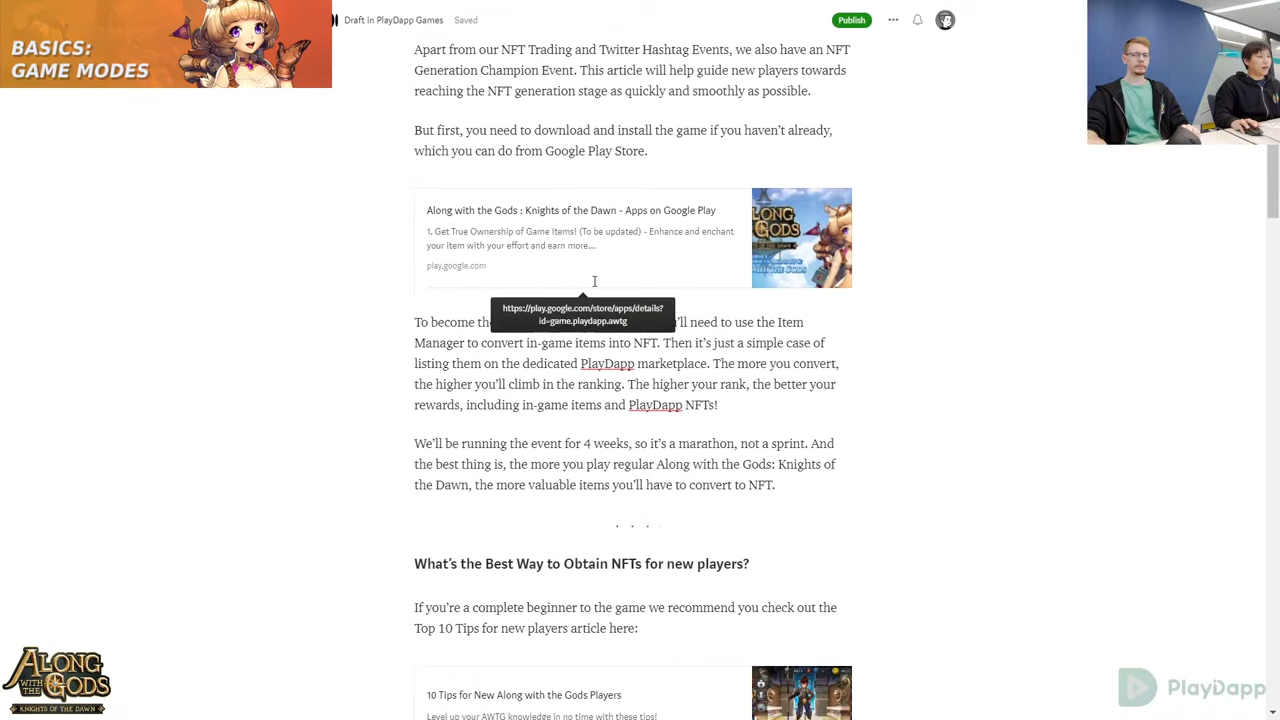 BASICS:
GAME MODES
Draft in PlayDapp Games Saved
Publish
Apart from our NFT Trading and Twitter Hashtag Events, we also have an NFT
Generation Champion Event. This article will help guide new players towards
reaching the NFT generation stage as quickly and smoothly as possible.
But first, you need to download and install the game if you haven't already,
which you can do from Google Play Store.
Along with the Gods : Knights of the Dawn - Apps on Google Play
1. Get True Ownership of Game Items! (To be updated) - Enhance and enchant
your item with your effort and earn more...
play.google.com
ALONG
GODS
https://play.google.com/store/apps/details?
id=game.playdapp.awtg
To become the 'll need to use the Item
Manager to convert in-game items into NFT. Then it's just a simple case of
listing them on the dedicated PlayDapp marketplace. The more you convert,
the higher you'll climb in the ranking. The higher your rank, the better your
rewards, including in-game items and PlayDapp NFTs!
We'll be running the event for 4 weeks, so it's a marathon, not a sprint. And
the best thing is, the more you play regular Along with the Gods: Knights of
the Dawn, the more valuable items you'll have to convert to NFT.
. . .
What's the Best Way to Obtain NFTs for new players?
If you're a complete beginner to the game we recommend you check out the
Top 10 Tips for new players article here:
10 Tips for New Along with the Gods Players
Level up your AWTG knowledge in no time with these tips!
ALONG
WITH THE GODS
KNIGHTS OF THE DAWN
PlayDapp